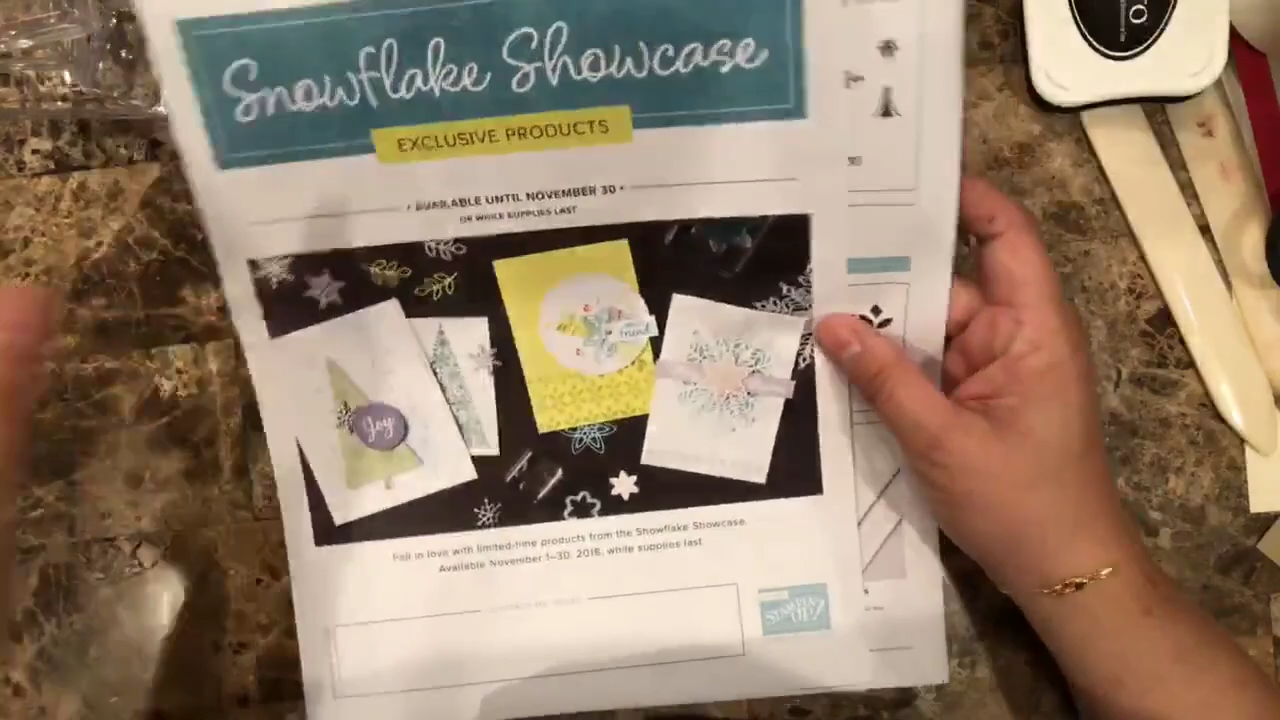 Snowflake Showcase
EXCLUSIVE PRODUCTS
• AVAILABLE UNTIL NOVEMBER 30 •
OR WHILE SUPPLIES LAST
friend
Joy
Fall in love with limited-time products from the Snowflake Showcase.
Available November 1–30, 2018, while supplies last.
STAMPIN' UP!